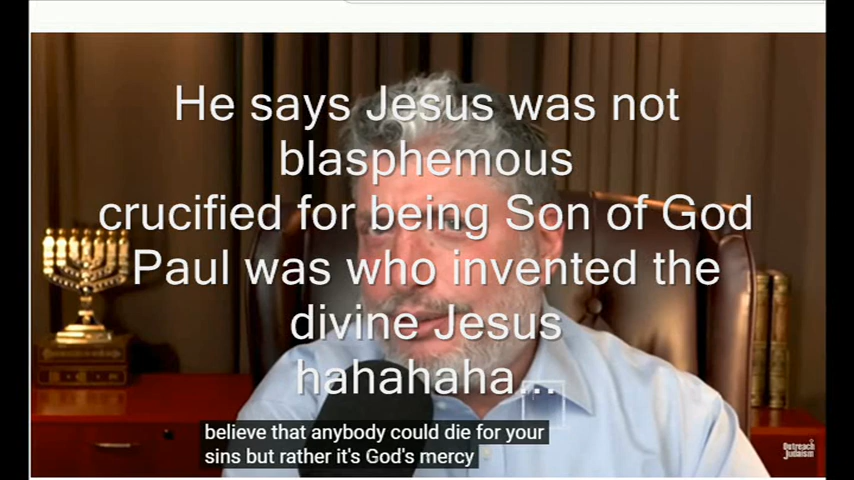 He says Jesus was not
blasphemous
crucified for being Son of God
Paul was who invented the
divine Jesus
hahahaha...
believe that anybody could die for your
sins but rather it's God's mercy
Outreach
Judaism